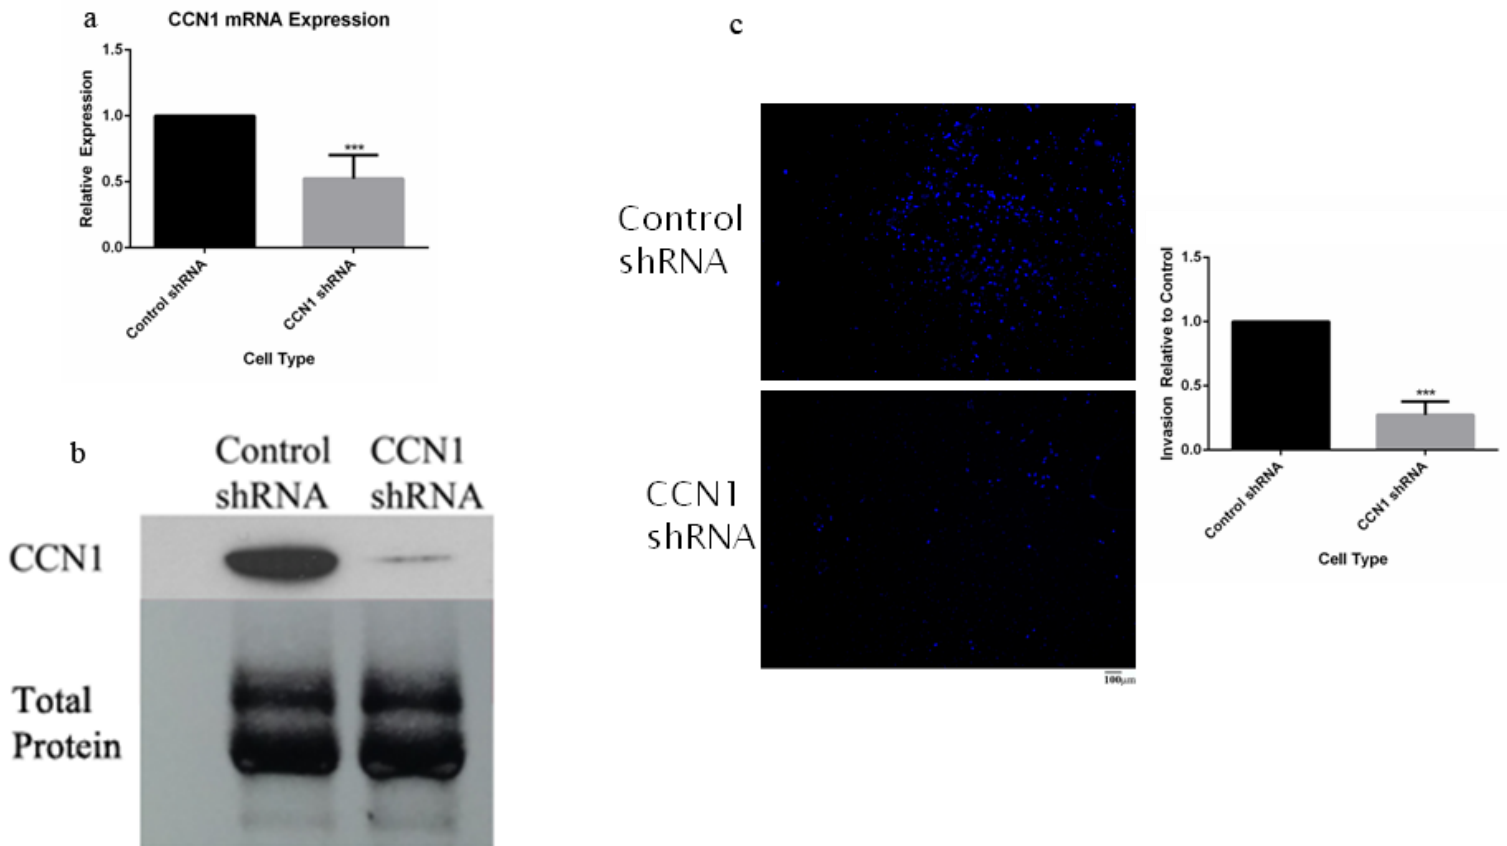 a
CCN1 mRNA Expression
Relative Expression
1.5
1.0
0.5
0.0
***
Control shRNA
CCN1 shRNA
Cell Type
b
Control
shRNA
CCN1
shRNA
CCN1
Total
Protein
c
Control
shRNA
CCN1
shRNA
100μm
Invasion Relative to Control
1.5
1.0
0.5
0.0
***
Control shRNA
CCN1 shRNA
Cell Type